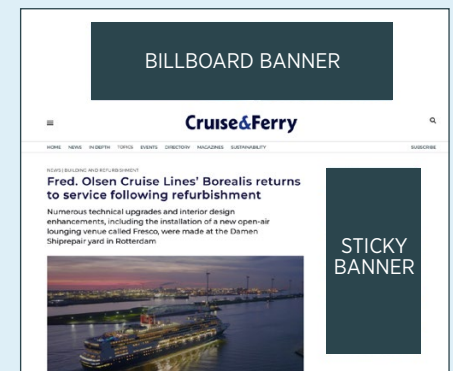 BILLBOARD BANNER
Cruise&Ferry
HOME NEWS IN DEPTH TOPICS EVENTS DIRECTORY MAGAZINES SUSTAINABILITY SUBSCRIBE
NEWS | BUILDING AND REFURBISHMENT
Fred. Olsen Cruise Lines’ Borealis returns
to service following refurbishment
Numerous technical upgrades and interior design
enhancements, including the installation of a new open-air
lounging venue called Fresco, were made at the Damen
Shiprepair yard in Rotterdam
STICKY
BANNER